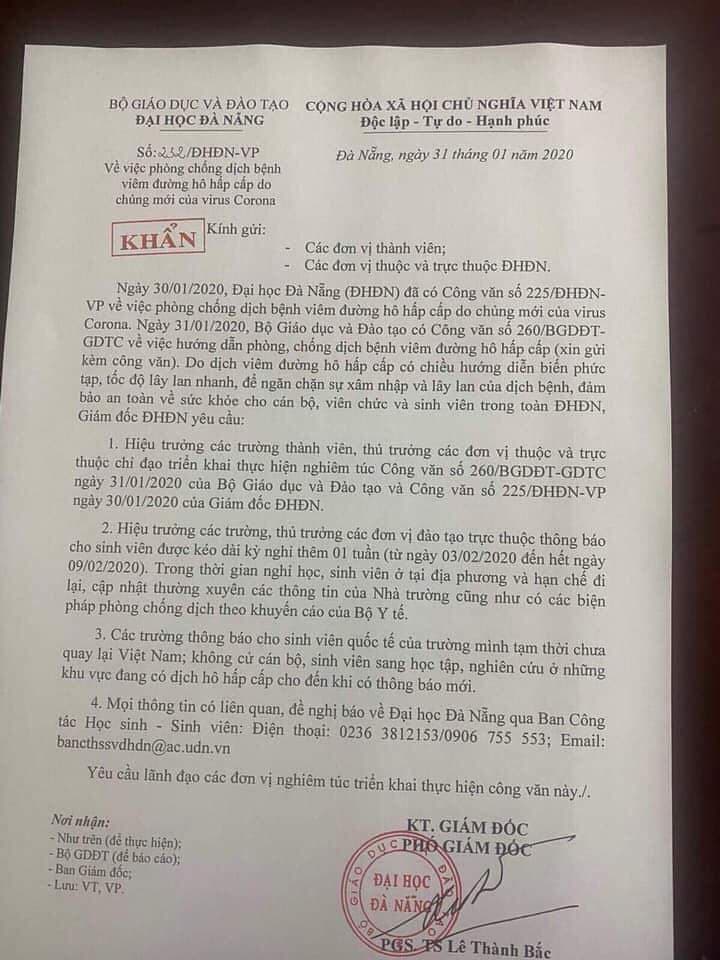 BỘ GIÁO DỤC VÀ ĐÀO TẠO
ĐẠI HỌC ĐÀ NẴNG
CỘNG HÒA XÃ HỘI CHỦ NGHĨA VIỆT NAM
Độc lập - Tự do - Hạnh phúc
Số: 232/ĐHĐN-VP
Về việc phòng chống dịch bệnh
viêm đường hô hấp cấp do
chủng mới của virus Corona
Đà Nẵng, ngày 31 tháng 01 năm 2020
KHẨN
Kính gửi:
- Các đơn vị thành viên;
- Các đơn vị thuộc và trực thuộc ĐHĐN.
Ngày 30/01/2020, Đại học Đà Nẵng (ĐHĐN) đã có Công văn số 225/ĐHĐN-
VP về việc phòng chống dịch bệnh viêm đường hô hấp cấp do chủng mới của virus
Corona. Ngày 31/01/2020, Bộ Giáo dục và Đào tạo có Công văn số 260/BGDĐT-
GDTC về việc hướng dẫn phòng, chống dịch bệnh viêm đường hô hấp cấp (xin gửi
kèm công văn). Do dịch viêm đường hô hấp cấp có chiều hướng diễn biến phức
tạp, tốc độ lây lan nhanh, để ngăn chặn sự xâm nhập và lây lan của dịch bệnh, đảm
bảo an toàn về sức khỏe cho cán bộ, viên chức và sinh viên trong toàn ĐHĐN,
Giám đốc ĐHĐN yêu cầu:
1. Hiệu trưởng các trường thành viên, thủ trưởng các đơn vị thuộc và trực
thuộc chỉ đạo triển khai thực hiện nghiêm túc Công văn số 260/BGDĐT-GDTC
ngày 31/01/2020 của Bộ Giáo dục và Đào tạo và Công văn số 225/ĐHĐN-VP
ngày 30/01/2020 của Giám đốc ĐHĐN.
2. Hiệu trưởng các trường, thủ trưởng các đơn vị đào tạo trực thuộc thông báo
cho sinh viên được kéo dài kỳ nghỉ thêm 01 tuần (từ ngày 03/02/2020 đến hết ngày
09/02/2020). Trong thời gian nghỉ học, sinh viên ở tại địa phương và hạn chế đi
lại, cập nhật thường xuyên các thông tin của Nhà trường cũng như có các biện
pháp phòng chống dịch theo khuyến cáo của Bộ Y tế.
3. Các trường thông báo cho sinh viên quốc tế của trường mình tạm thời chưa
quay lại Việt Nam; không cử cán bộ, sinh viên sang học tập, nghiên cứu ở những
khu vực đang có dịch hô hấp cấp cho đến khi có thông báo mới.
4. Mọi thông tin có liên quan, đề nghị báo về Đại học Đà Nẵng qua Ban Công
tác Học sinh - Sinh viên: Điện thoại: 0236 3812153/0906 755 553; Email:
bancthssvdhdn@ac.udn.vn
Yêu cầu lãnh đạo các đơn vị nghiêm túc triển khai thực hiện công văn này./.
Nơi nhận:
- Như trên (để thực hiện);
- Bộ GDĐT (để báo cáo);
- Ban Giám đốc;
- Lưu: VT, VP.
KT. GIÁM ĐỐC
PHÓ GIÁM ĐỐC
BỘ GIÁO DỤC VÀ ĐÀO TẠO
ĐẠI HỌC
ĐÀ NẴNG
PGS. TS Lê Thành Bắc